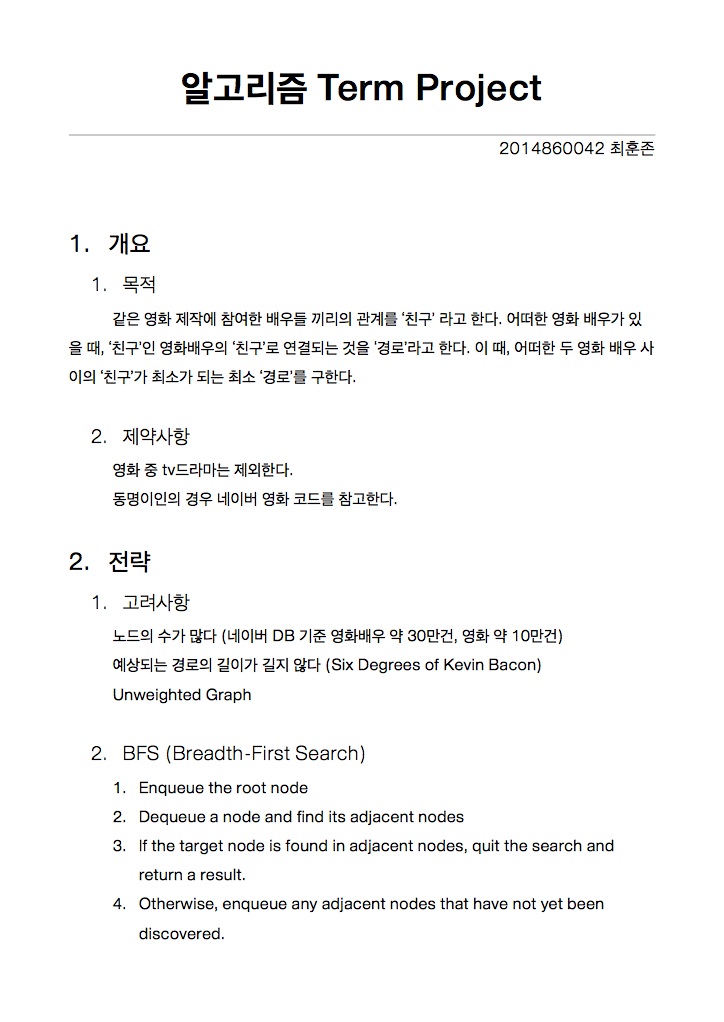 알고리즘 Term Project
2014860042 최훈존
1. 개요
1. 목적
같은 영화 제작에 참여한 배우들 끼리의 관계를 ‘친구’ 라고 한다. 어떠한 영화 배우가 있
을 때, ‘친구’인 영화배우의 ‘친구’로 연결되는 것을 ‘경로’라고 한다. 이 때, 어떠한 두 영화 배우 사
이의 ‘친구’가 최소가 되는 최소 ‘경로’를 구한다.
2. 제약사항
영화 중 tv드라마는 제외한다.
동명이인의 경우 네이버 영화 코드를 참고한다.
2. 전략
1. 고려사항
노드의 수가 많다 (네이버 DB 기준 영화배우 약 30만건, 영화 약 10만건)
예상되는 경로의 길이가 길지 않다 (Six Degrees of Kevin Bacon)
Unweighted Graph
2. BFS (Breadth-First Search)
1. Enqueue the root node
2. Dequeue a node and find its adjacent nodes
3. If the target node is found in adjacent nodes, quit the search and
return a result.
4. Otherwise, enqueue any adjacent nodes that have not yet been
discovered.